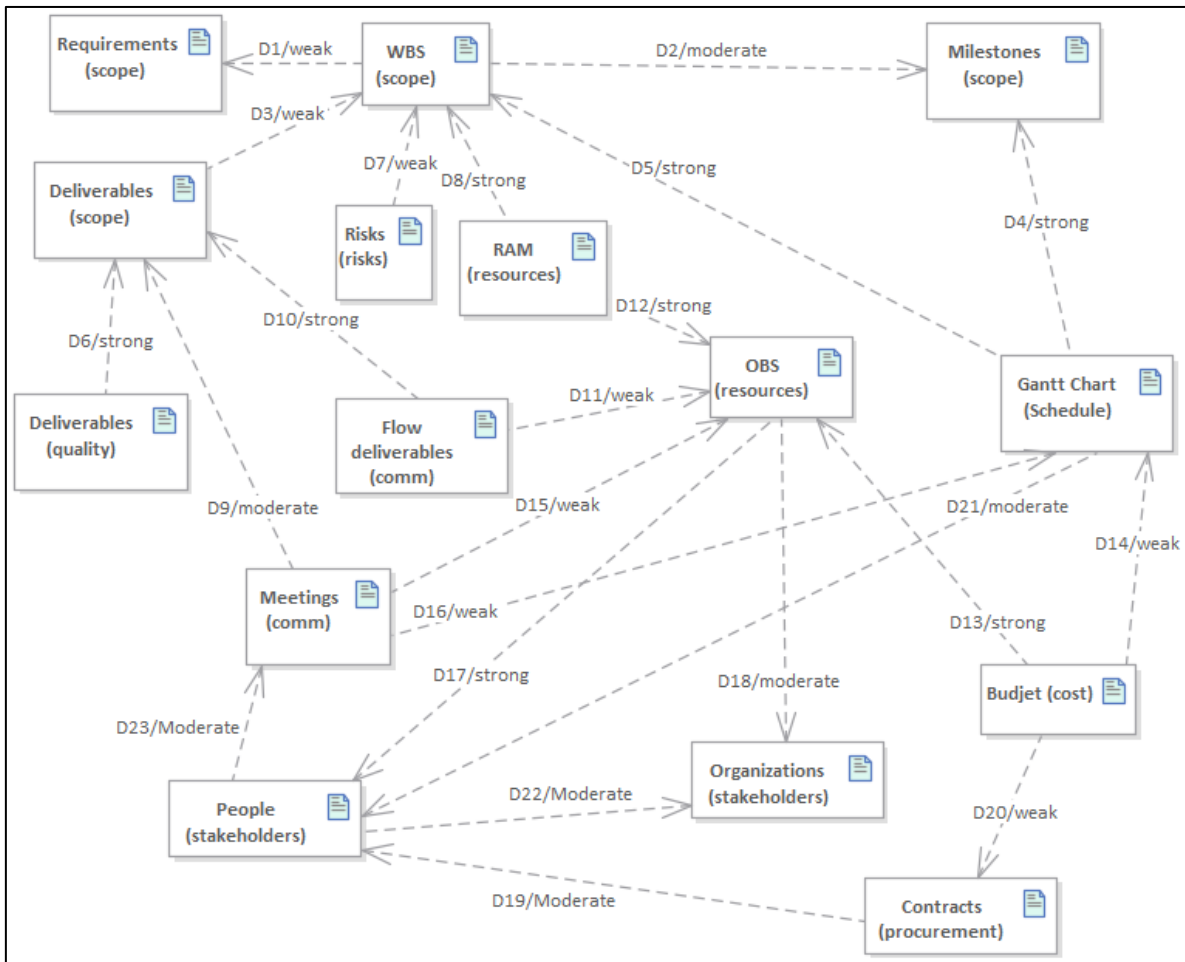 Requirements
(scope)
D1/weak
WBS
(scope)
D2/moderate
Milestones
(scope)
D3/weak
D7/weak
D8/strong
D5/strong
D4/strong
Deliverables
(scope)
Risks
(risks)
RAM
(resources)
D10/strong
D12/strong
D6/strong
OBS
(resources)
Gantt Chart
(Schedule)
D11/weak
Deliverables
(quality)
Flow
deliverables
(comm)
D9/moderate
D15/weak
D21/moderate
D14/weak
Meetings
(comm)
D16/weak
D13/strong
D17/strong
D18/moderate
Budjet (cost)
D23/Moderate
People
(stakeholders)
D22/Moderate
Organizations
(stakeholders)
D20/weak
D19/Moderate
Contracts
(procurement)